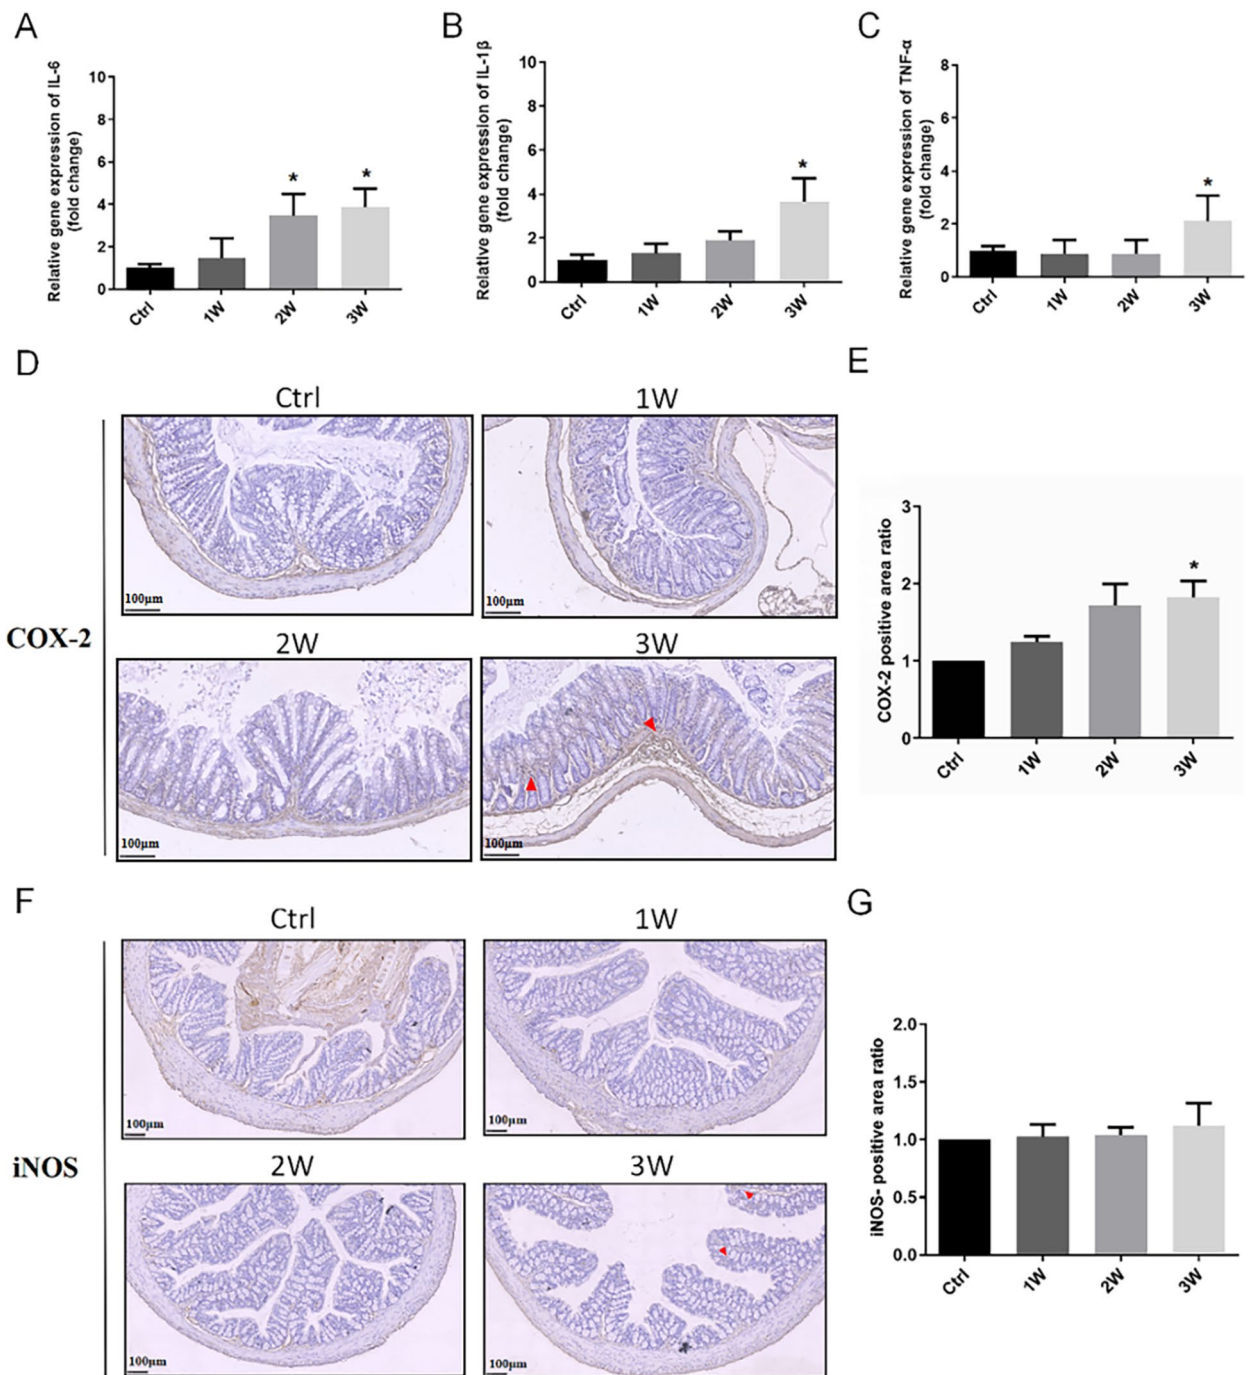 A
B
C
Relative gene expression of IL-6
(fold change)
10
8
6
4
2
0
*
*
Ctrl
1W
2W
3W
Relative gene expression of IL-1β
(fold change)
10
8
6
4
2
0
*
Ctrl
1W
2W
3W
Relative gene expression of TNF-α
(fold change)
8
6
4
2
0
*
Ctrl
1W
2W
3W
D
Ctrl
1W
100μm
100μm
COX-2
2W
3W
100μm
100μm
E
COX-2 positive area ratio
3
2
1
0
*
Ctrl
1W
2W
3W
F
Ctrl
1W
100μm
100μm
iNOS
2W
3W
100μm
100μm
G
iNOS- positive area ratio
2.0
1.5
1.0
0.5
0.0
Ctrl
1W
2W
3W